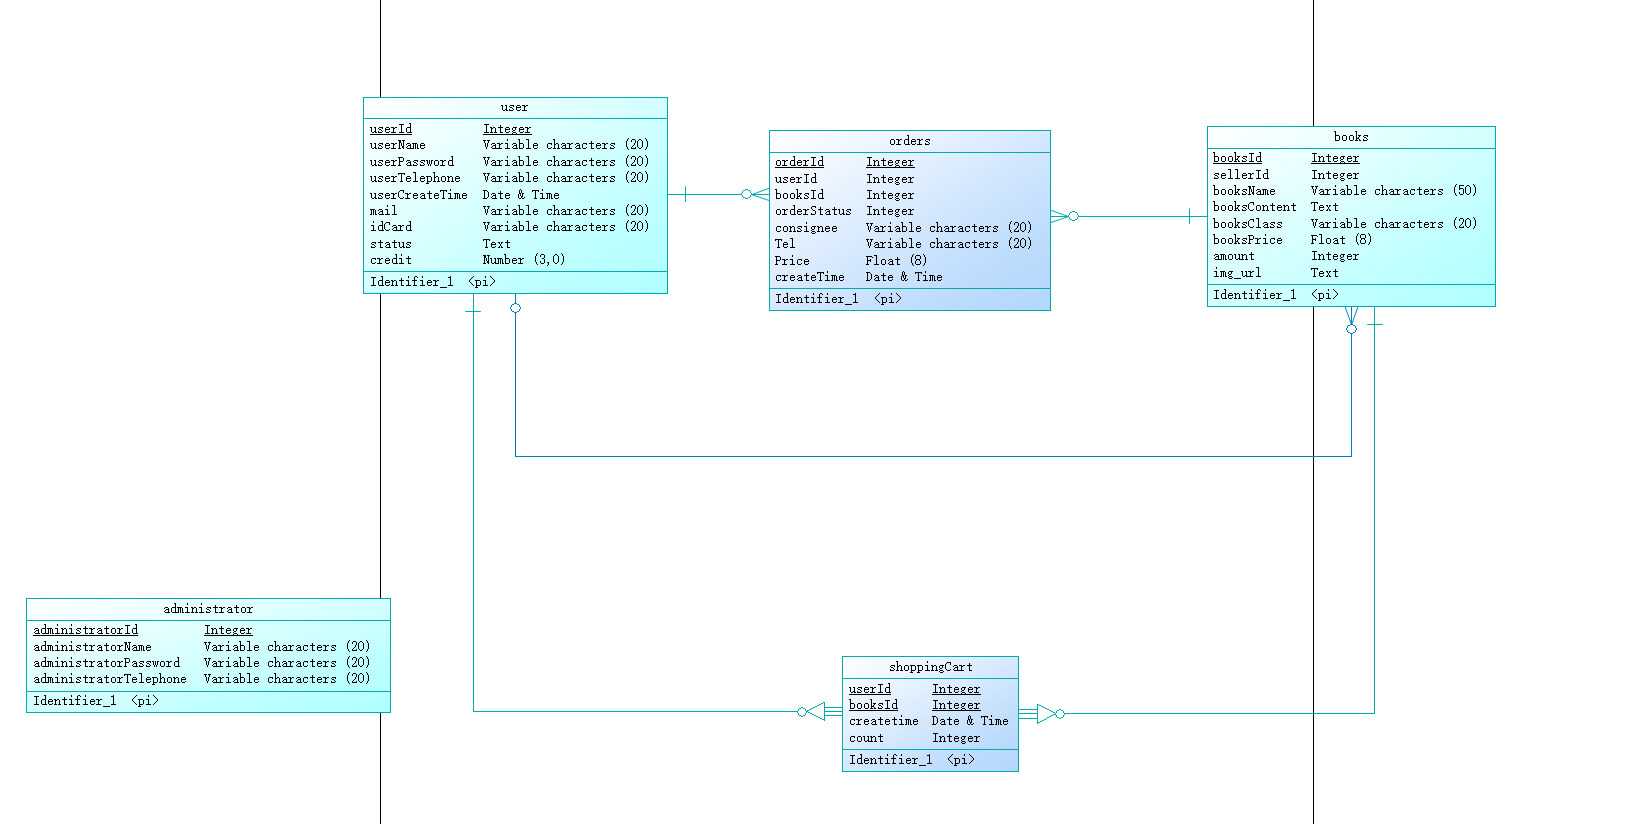 user
userId Integer
userName Variable characters (20)
userPassword Variable characters (20)
userTelephone Variable characters (20)
userCreateTime Date & Time
mail Variable characters (20)
idCard Variable characters (20)
status Text
credit Number (3,0)
Identifier_1 <pi>
orders
orderId Integer
userId Integer
booksId Integer
orderStatus Integer
consignee Variable characters (20)
Tel Variable characters (20)
Price Float (8)
createTime Date & Time
Identifier_1 <pi>
books
booksId Integer
sellerId Integer
booksName Variable characters (50)
booksContent Text
booksClass Variable characters (20)
booksPrice Float (8)
amount Integer
img_url Text
Identifier_1 <pi>
administrator
administratorId Integer
administratorName Variable characters (20)
administratorPassword Variable characters (20)
administratorTelephone Variable characters (20)
Identifier_1 <pi>
shoppingCart
userId Integer
booksId Integer
createtime Date & Time
count Integer
Identifier_1 <pi>